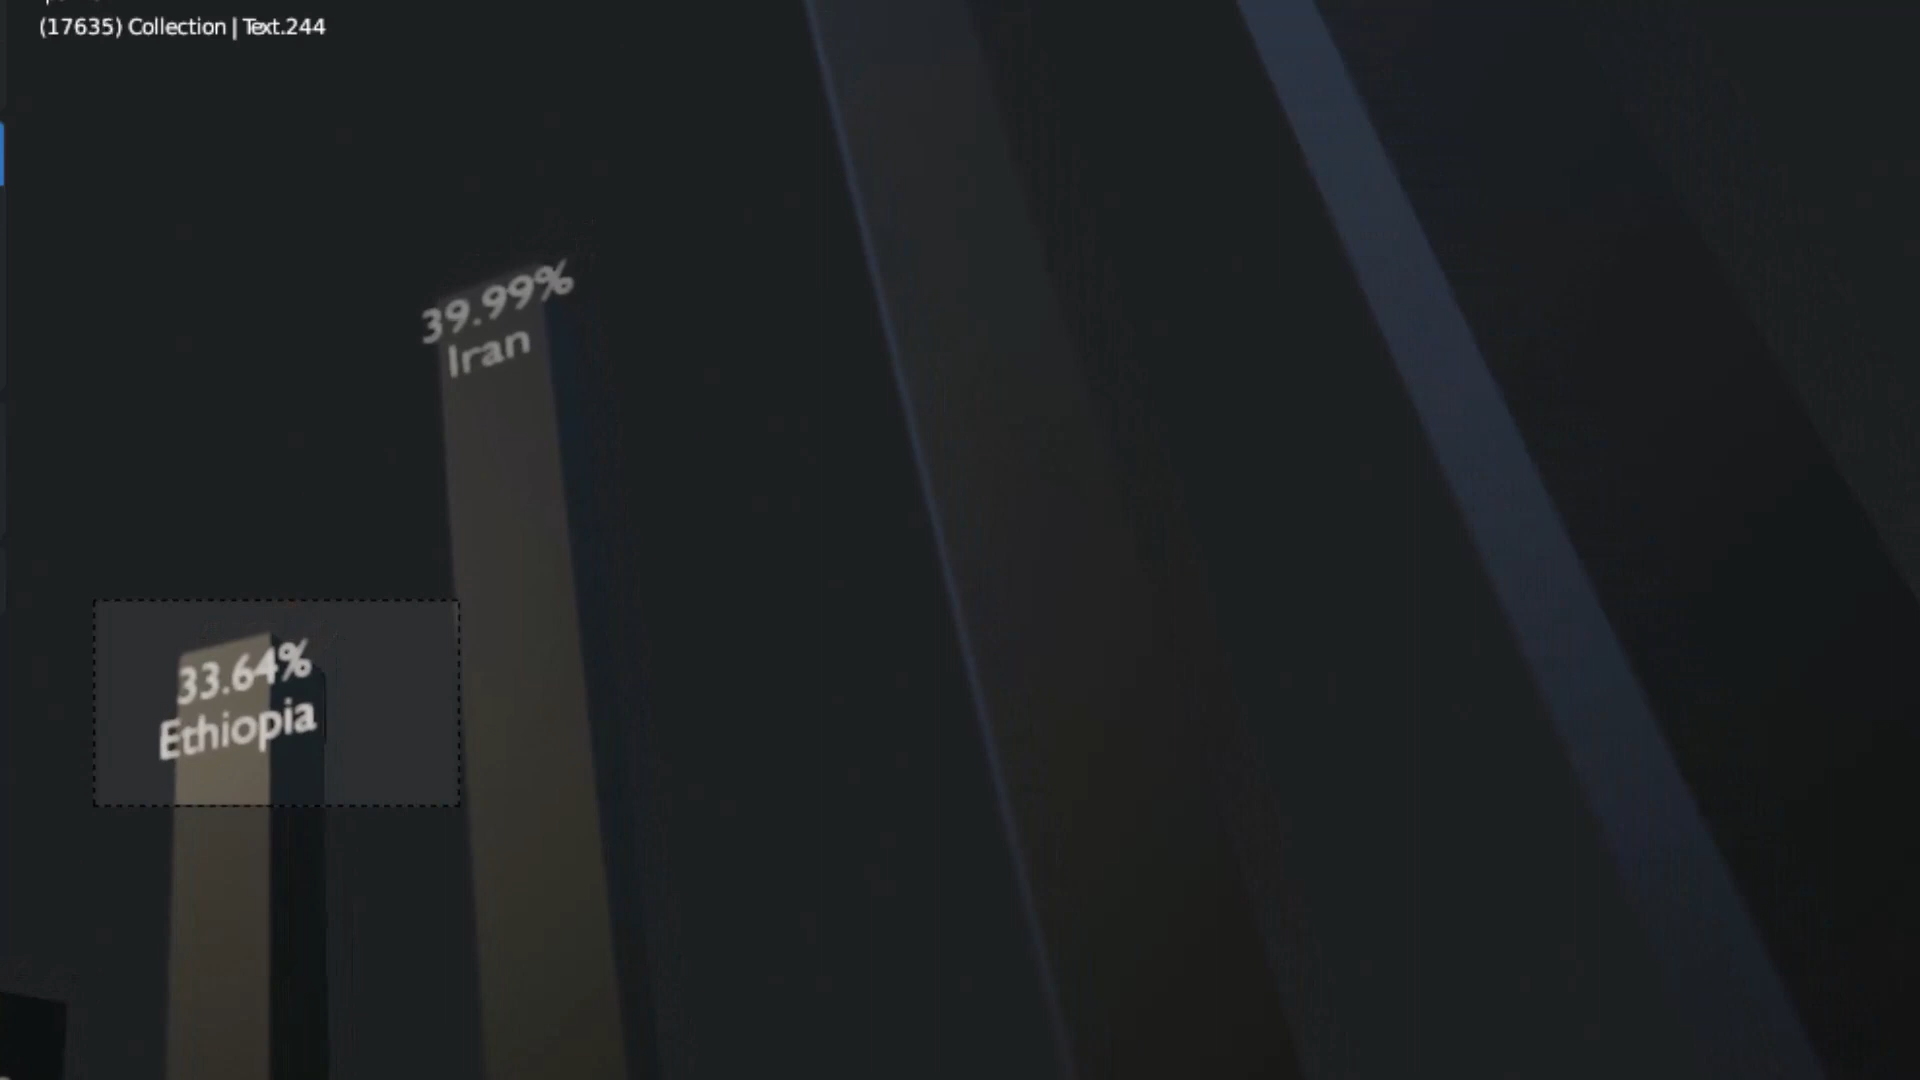 (17635) Collection | Text.244
39.99%
Iran
33.64%
Ethiopia